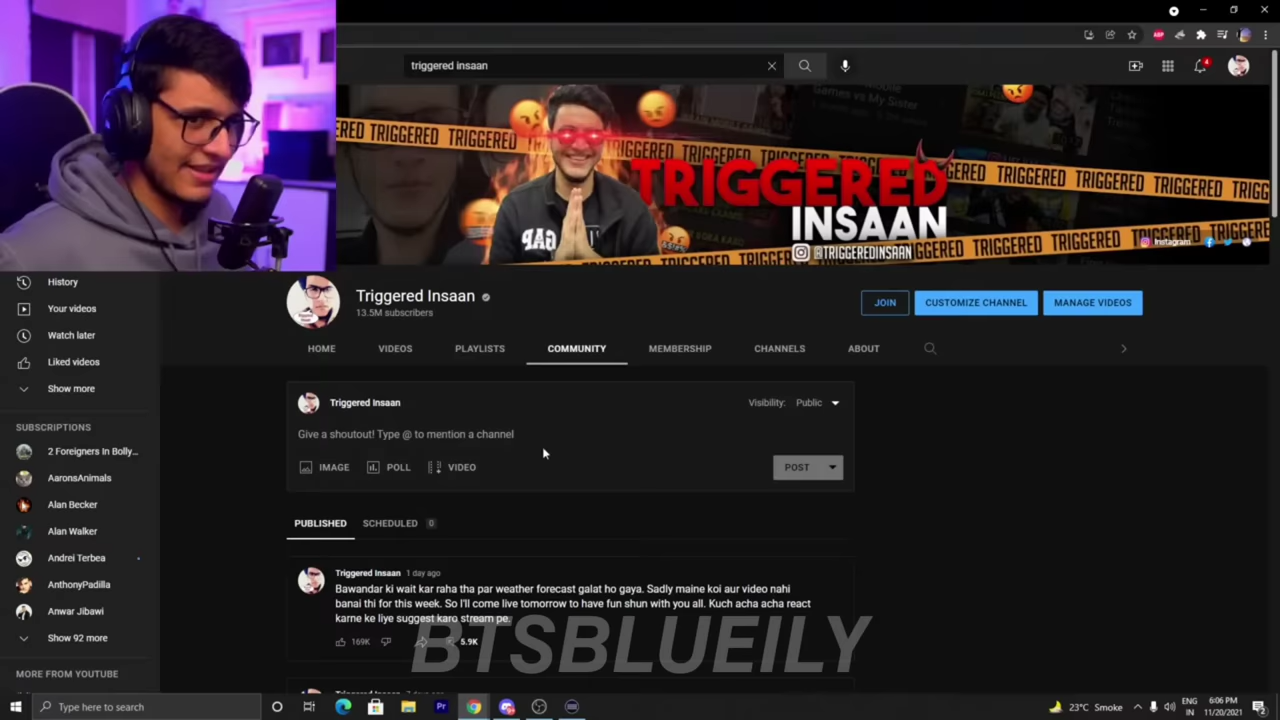 triggered insaan
TRIGGERED TRIGGERED TRIGGERED TRIGGERED
TRIGGERED
INSAAN
@TRIGGEREDINSAAN
Instagram
GAP
History
Your videos
Watch later
Liked videos
Show more
SUBSCRIPTIONS
2 Foreigners In Bolly...
AaronsAnimals
Alan Becker
Alan Walker
Andrei Terbea
AnthonyPadilla
Anwar Jibawi
Show 92 more
MORE FROM YOUTUBE
Triggered Insaan
13.5M subscribers
JOIN CUSTOMIZE CHANNEL MANAGE VIDEOS
HOME VIDEOS PLAYLISTS COMMUNITY MEMBERSHIP CHANNELS ABOUT
Triggered Insaan Visibility: Public
Give a shoutout! Type @ to mention a channel
IMAGE POLL VIDEO POST
PUBLISHED SCHEDULED 0
Triggered Insaan 1 day ago
Bawandar ki wait kar raha tha par weather forecast galat ho gaya. Sadly maine koi aur video nahi
banai thi for this week. So I'll come live tomorrow to have fun shun with you all. Kuch acha acha react
karne ke liye suggest karo stream pe.
169K 5.9K
BTSBLUEILY
Type here to search
23°C Smoke
ENG
IN
6:06 PM
11/20/2021
2